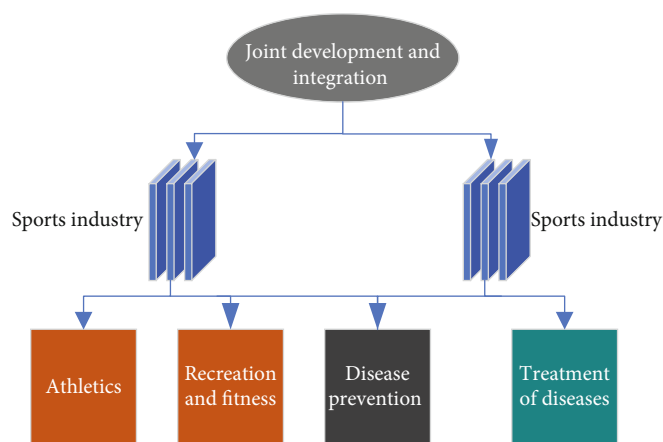 Joint development and
integration
Sports industry
Sports industry
Athletics
Recreation
and fitness
Disease
prevention
Treatment
of diseases